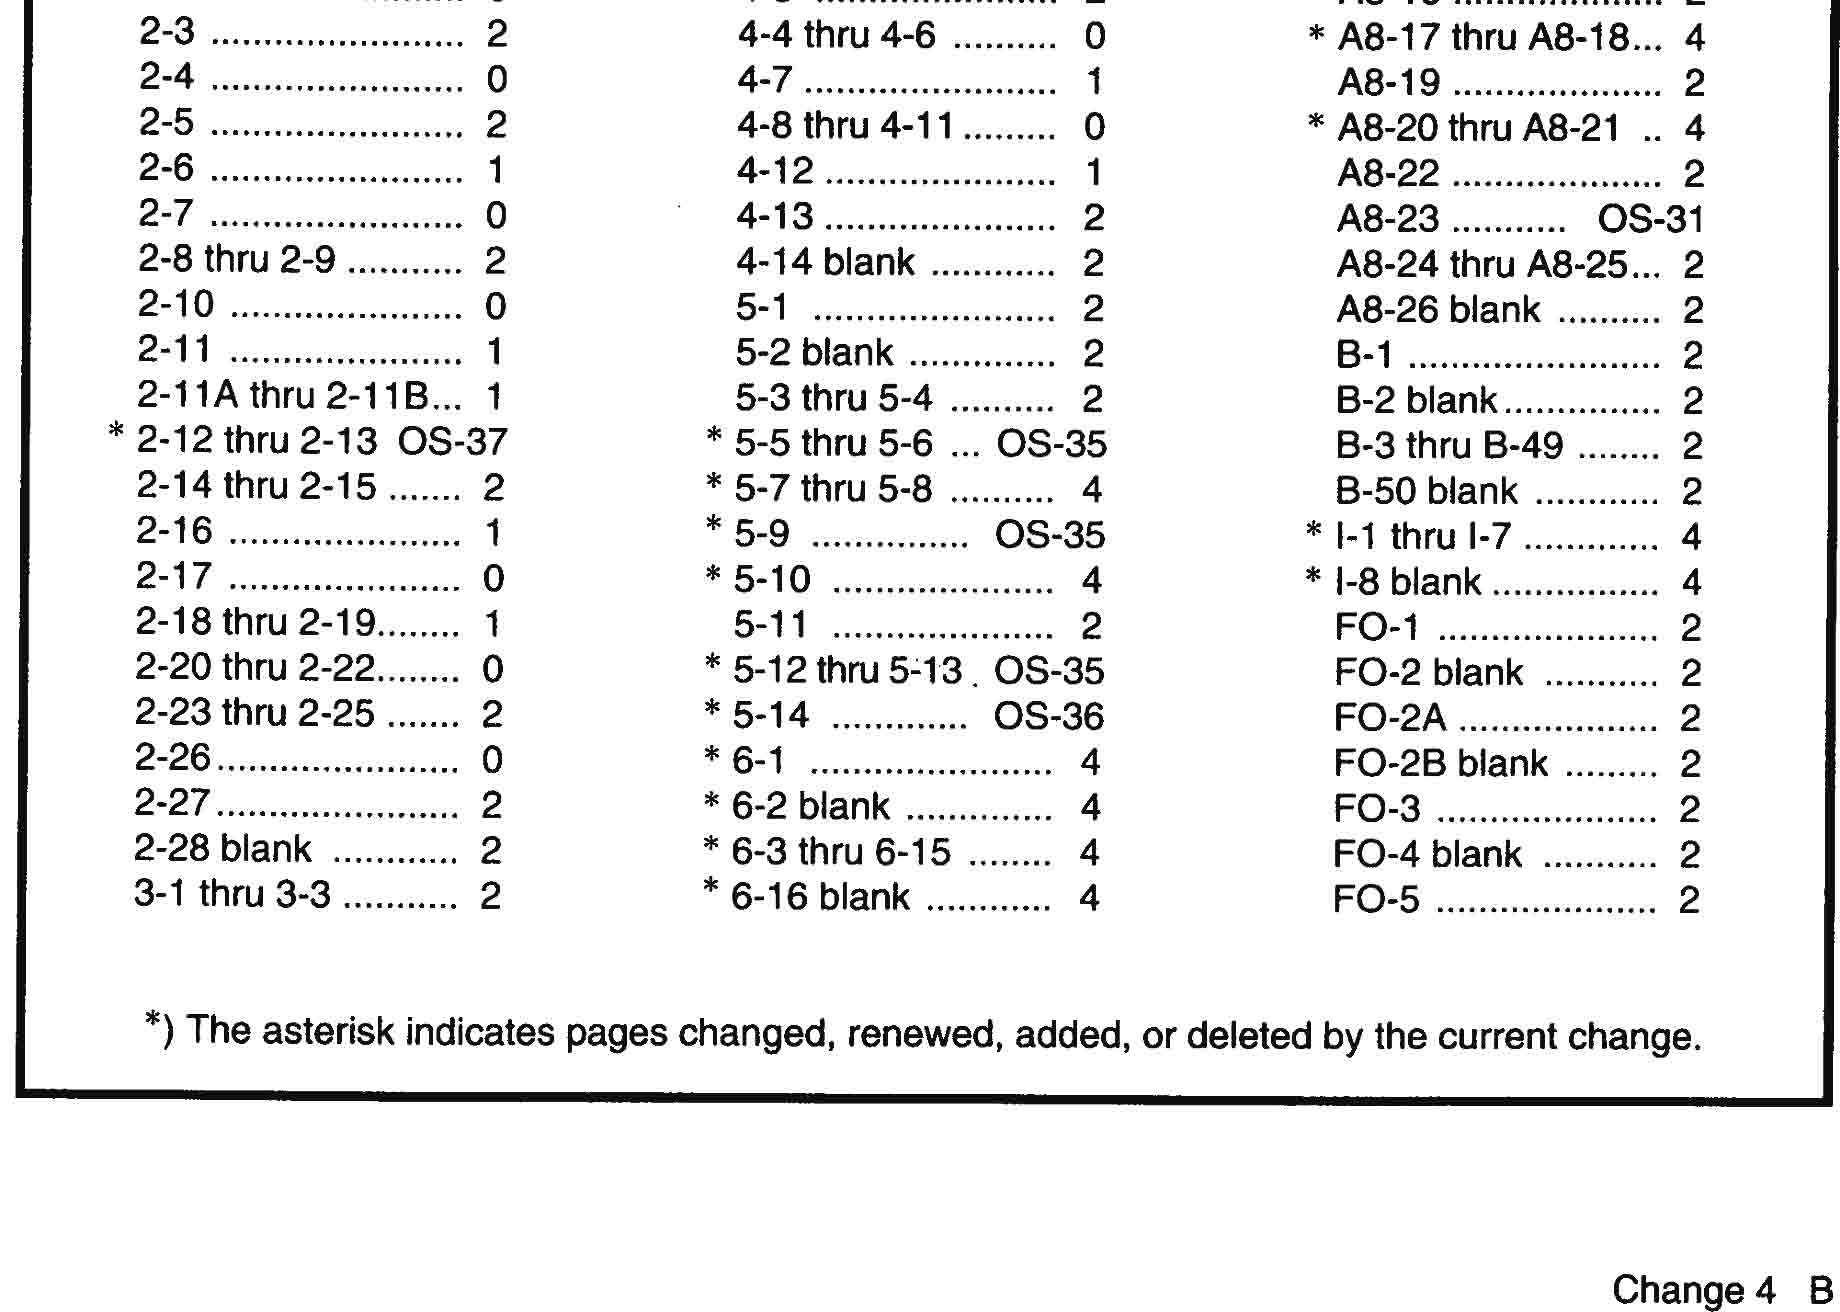 2-3 ........................ 2
2-4 ........................ 0
2-5 ........................ 2
2-6 ........................ 1
2-7 ........................ 0
2-8 thru 2-9 ........... 2
2-10 ...................... 0
2-11 ...................... 1
2-11A thru 2-11B... 1
* 2-12 thru 2-13 OS-37
2-14 thru 2-15 ....... 2
2-16 ...................... 1
2-17 ...................... 0
2-18 thru 2-19........ 1
2-20 thru 2-22........ 0
2-23 thru 2-25 ....... 2
2-26....................... 0
2-27....................... 2
2-28 blank ............ 2
3-1 thru 3-3 ........... 2
4-4 thru 4-6 .......... 0
4-7 ........................ 1
4-8 thru 4-11......... 0
4-12 ...................... 1
4-13 ...................... 2
4-14 blank ............ 2
5-1 ....................... 2
5-2 blank .............. 2
5-3 thru 5-4 .......... 2
* 5-5 thru 5-6 ... OS-35
* 5-7 thru 5-8 .......... 4
* 5-9 ............... OS-35
* 5-10 ..................... 4
5-11 ..................... 2
* 5-12 thru 5-13 . OS-35
* 5-14 ............. OS-36
* 6-1 ....................... 4
* 6-2 blank .............. 4
* 6-3 thru 6-15 ........ 4
* 6-16 blank ............ 4
* A8-17 thru A8-18... 4
A8-19 .................... 2
* A8-20 thru A8-21 .. 4
A8-22 .................... 2
A8-23 ........... OS-31
A8-24 thru A8-25... 2
A8-26 blank .......... 2
B-1 ........................ 2
B-2 blank............... 2
B-3 thru B-49 ........ 2
B-50 blank ............ 2
* I-1 thru I-7 ............. 4
* I-8 blank ................ 4
FO-1 ..................... 2
FO-2 blank ........... 2
FO-2A ................... 2
FO-2B blank ......... 2
FO-3 ..................... 2
FO-4 blank ........... 2
FO-5 ..................... 2
*) The asterisk indicates pages changed, renewed, added, or deleted by the current change.
Change 4 B